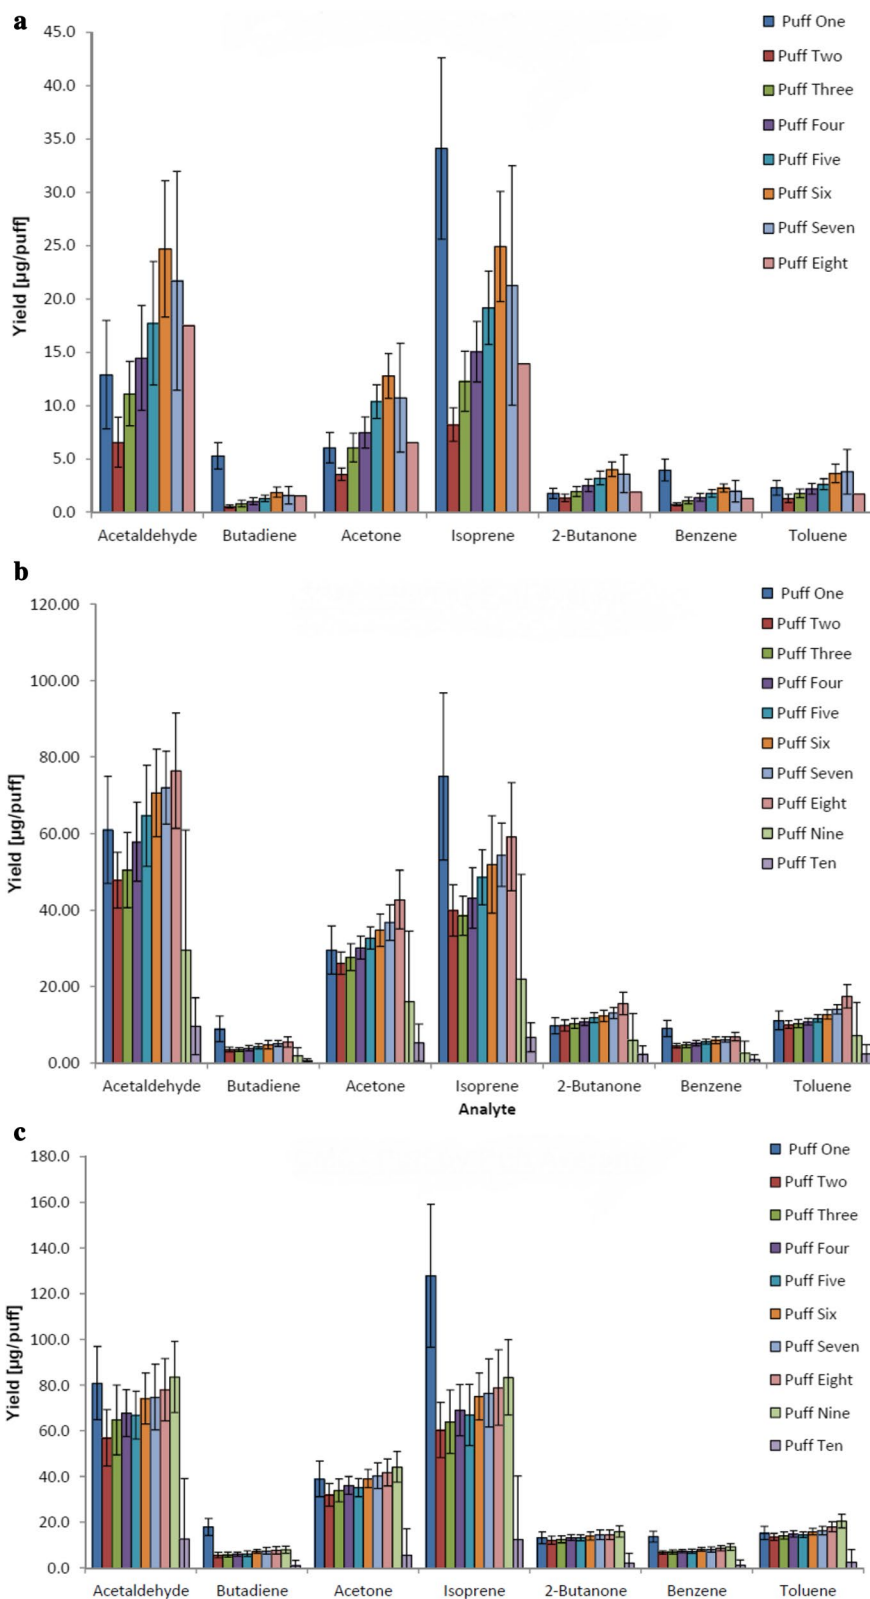 a
45.0
40.0
35.0
30.0
25.0
20.0
15.0
10.0
5.0
0.0
Yield [µg/puff]
Acetaldehyde Butadiene Acetone Isoprene 2-Butanone Benzene Toluene
Puff One
Puff Two
Puff Three
Puff Four
Puff Five
Puff Six
Puff Seven
Puff Eight
b
120.00
100.00
80.00
60.00
40.00
20.00
0.00
Yield [µg/puff]
Acetaldehyde Butadiene Acetone Isoprene 2-Butanone Benzene Toluene
Analyte
Puff One
Puff Two
Puff Three
Puff Four
Puff Five
Puff Six
Puff Seven
Puff Eight
Puff Nine
Puff Ten
c
180.0
160.0
140.0
120.0
100.0
80.0
60.0
40.0
20.0
0.0
Yield [µg/puff]
Acetaldehyde Butadiene Acetone Isoprene 2-Butanone Benzene Toluene
Puff One
Puff Two
Puff Three
Puff Four
Puff Five
Puff Six
Puff Seven
Puff Eight
Puff Nine
Puff Ten